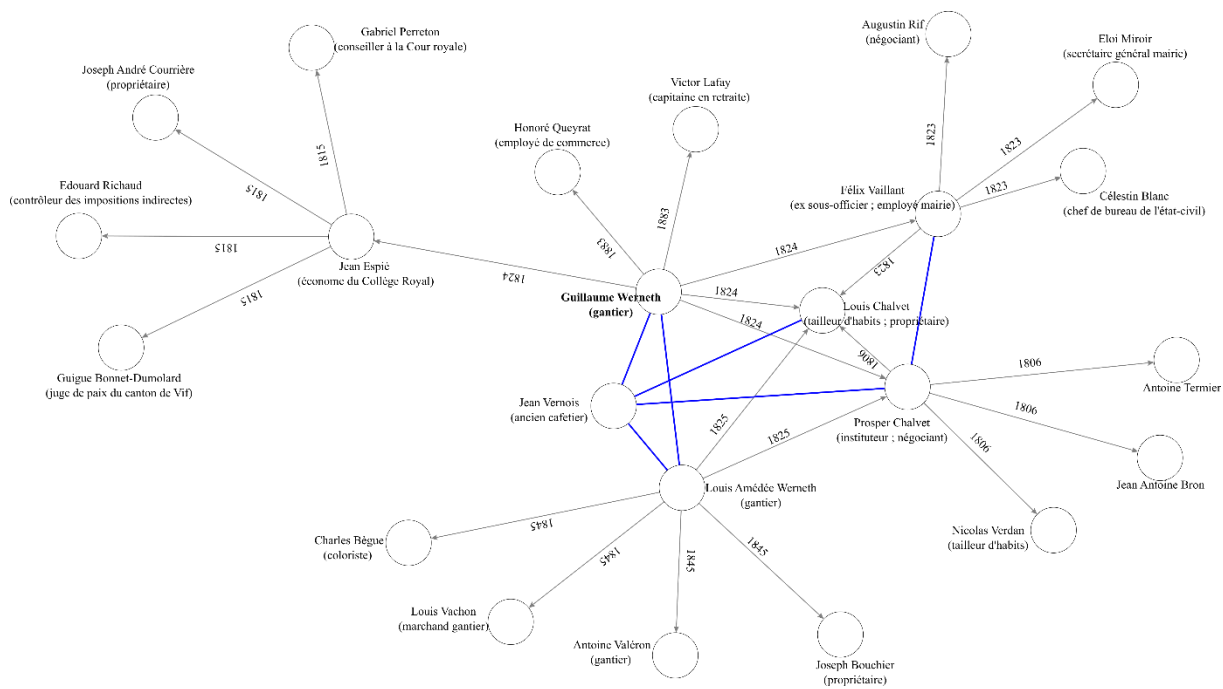 Gabriel Perreton
(conseiller à la Cour royale)
Augustin Rif
(négociant)
Eloi Miroir
(secrétaire général mairie)
Joseph André Courrière
(propriétaire)
Victor Lafay
(capitaine en retraite)
Honoré Queyrat
(employé de commerce)
1815
1823
1823
1815
Edouard Richaud
(contrôleur des impositions indirectes)
Félix Vaillant
(ex sous-officier ; employé mairie)
1823
Célestin Blanc
(chef de bureau de l'état-civil)
1815
1883
1883
1824
1823
Jean Espié
(économe du Collège Royal)
1824
1815
Guillaume Werneth
(gantier)
1824
Louis Chalvet
(tailleur d'habits ; propriétaire)
1824
1806
Guigue Bonnet-Dumolard
(juge de paix du canton de Vif)
1806
Antoine Termier
Jean Vernois
(ancien cafetier)
1825
1825
Prosper Chalvet
(instituteur ; négociant)
1806
1806
Jean Antoine Bron
Louis Amédée Werneth
(gantier)
Nicolas Verdan
(tailleur d'habits)
Charles Bègue
(coloriste)
1845
1845
1845
1845
Louis Vachon
(marchand gantier)
Antoine Valéron
(gantier)
Joseph Bouchier
(propriétaire)